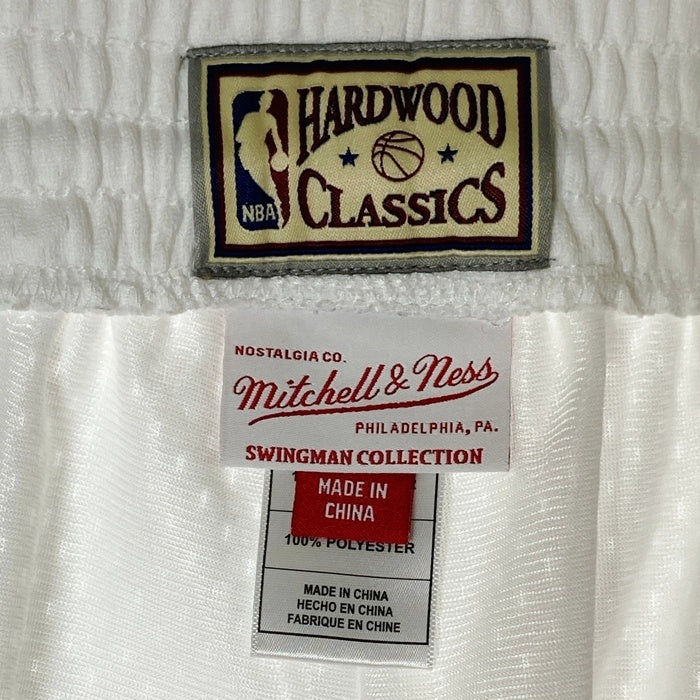 HARDWOOD
CLASSICS
NBA
NOSTALGIA CO.
Mitchell & Ness
PHILADELPHIA, PA.
SWINGMAN COLLECTION
MADE IN
CHINA
100% POLYESTER
MADE IN CHINA
HECHO EN CHINA
FABRIQUE EN CHINE